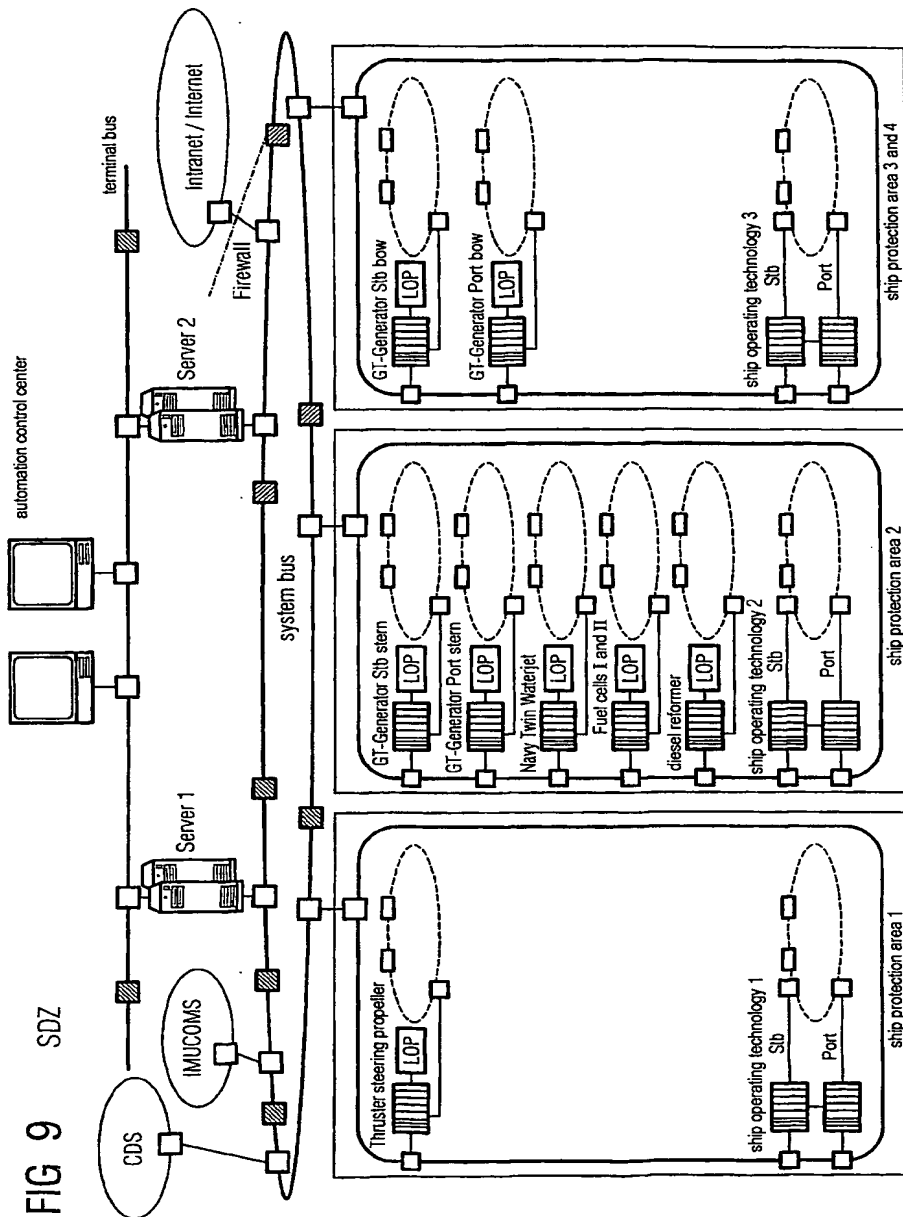 FIG 9
SDZ
automation control center
terminal bus
CDS
IMUCOMS
Server 1
Server 2
Intranet / Internet
Firewall
system bus
Thruster steering propeller
LOP
ship operating technology 1
Stb
Port
ship protection area 1
GT-Generator Stb stern
LOP
GT-Generator Port stern
LOP
Navy Twin Waterjet
LOP
Fuel cells I and II
LOP
diesel reformer
LOP
ship operating technology 2
Stb
Port
ship protection area 2
GT-Generator Stb bow
LOP
GT-Generator Port bow
LOP
ship operating technology 3
Stb
Port
ship protection area 3 and 4